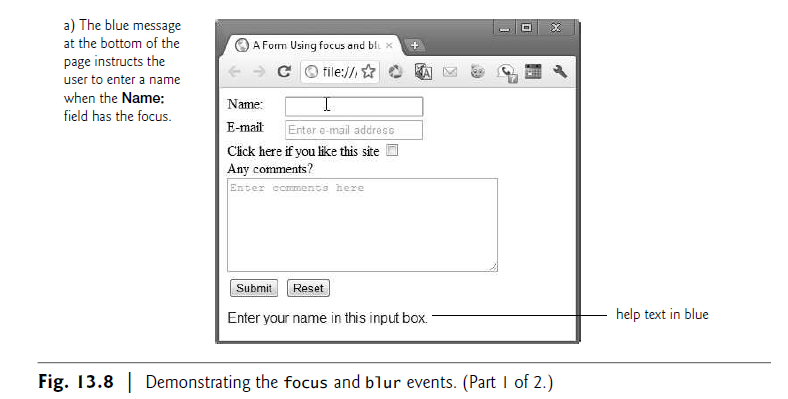 a) The blue message
at the bottom of the
page instructs the
user to enter a name
when the Name:
field has the focus.
A Form Using focus and blu
file://,
Name:
E-mail:
Enter e-mail address
Click here if you like this site
Any comments?
Enter comments here
Submit
Reset
Enter your name in this input box.
help text in blue
Fig. 13.8 | Demonstrating the focus and blur events. (Part 1 of 2.)